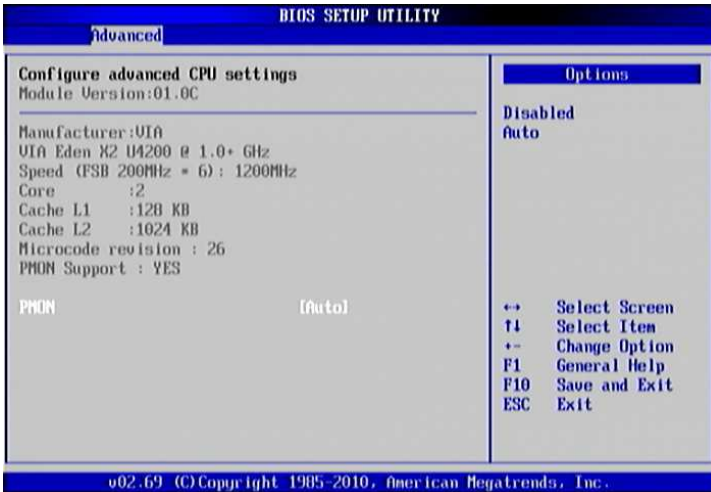 BIOS SETUP UTILITY
Advanced
Configure advanced CPU settings
Module Version:01.0C
Manufacturer:VIA
VIA Eden X2 U4200 @ 1.0+ GHz
Speed (FSB 200MHz * 6): 1200MHz
Core :2
Cache L1 :128 KB
Cache L2 :1024 KB
Microcode revision : 26
PMON Support : YES
PMON [Auto]
Options
Disabled
Auto
↔ Select Screen
↑↓ Select Item
+- Change Option
F1 General Help
F10 Save and Exit
ESC Exit
v02.69 (C)Copyright 1985-2010, American Megatrends, Inc.